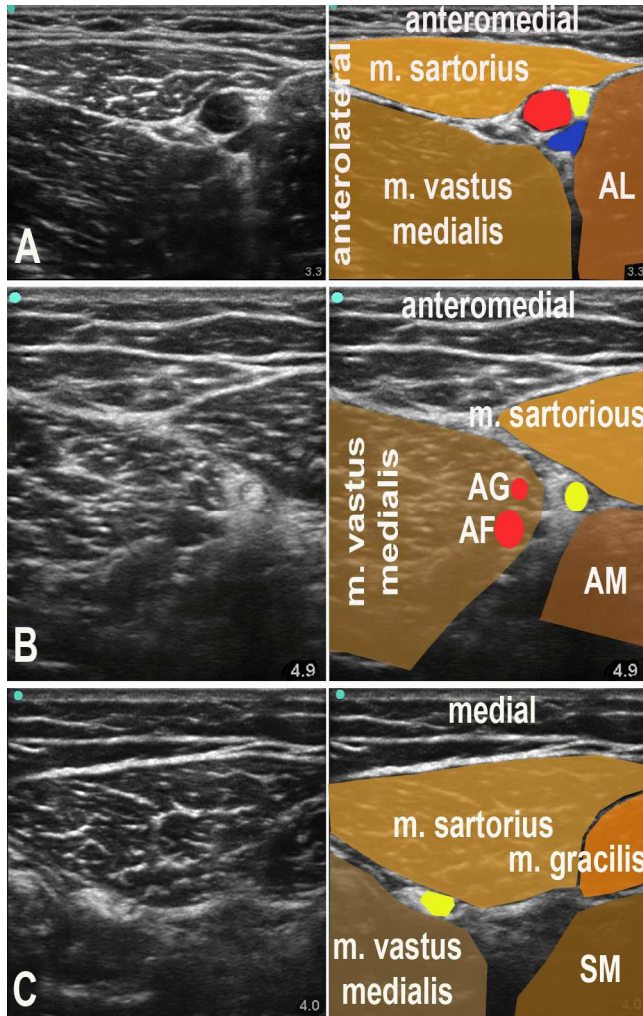 anteromedial
anterolateral
m. sartorius
m. vastus
medialis
AL
A
3.3
3.3
anteromedial
m. sartorious
m. vastus
medialis
AG
AF
AM
B
4.9
4.9
medial
m. sartorius
m. gracilis
m. vastus
medialis
SM
C
4.0
4.0